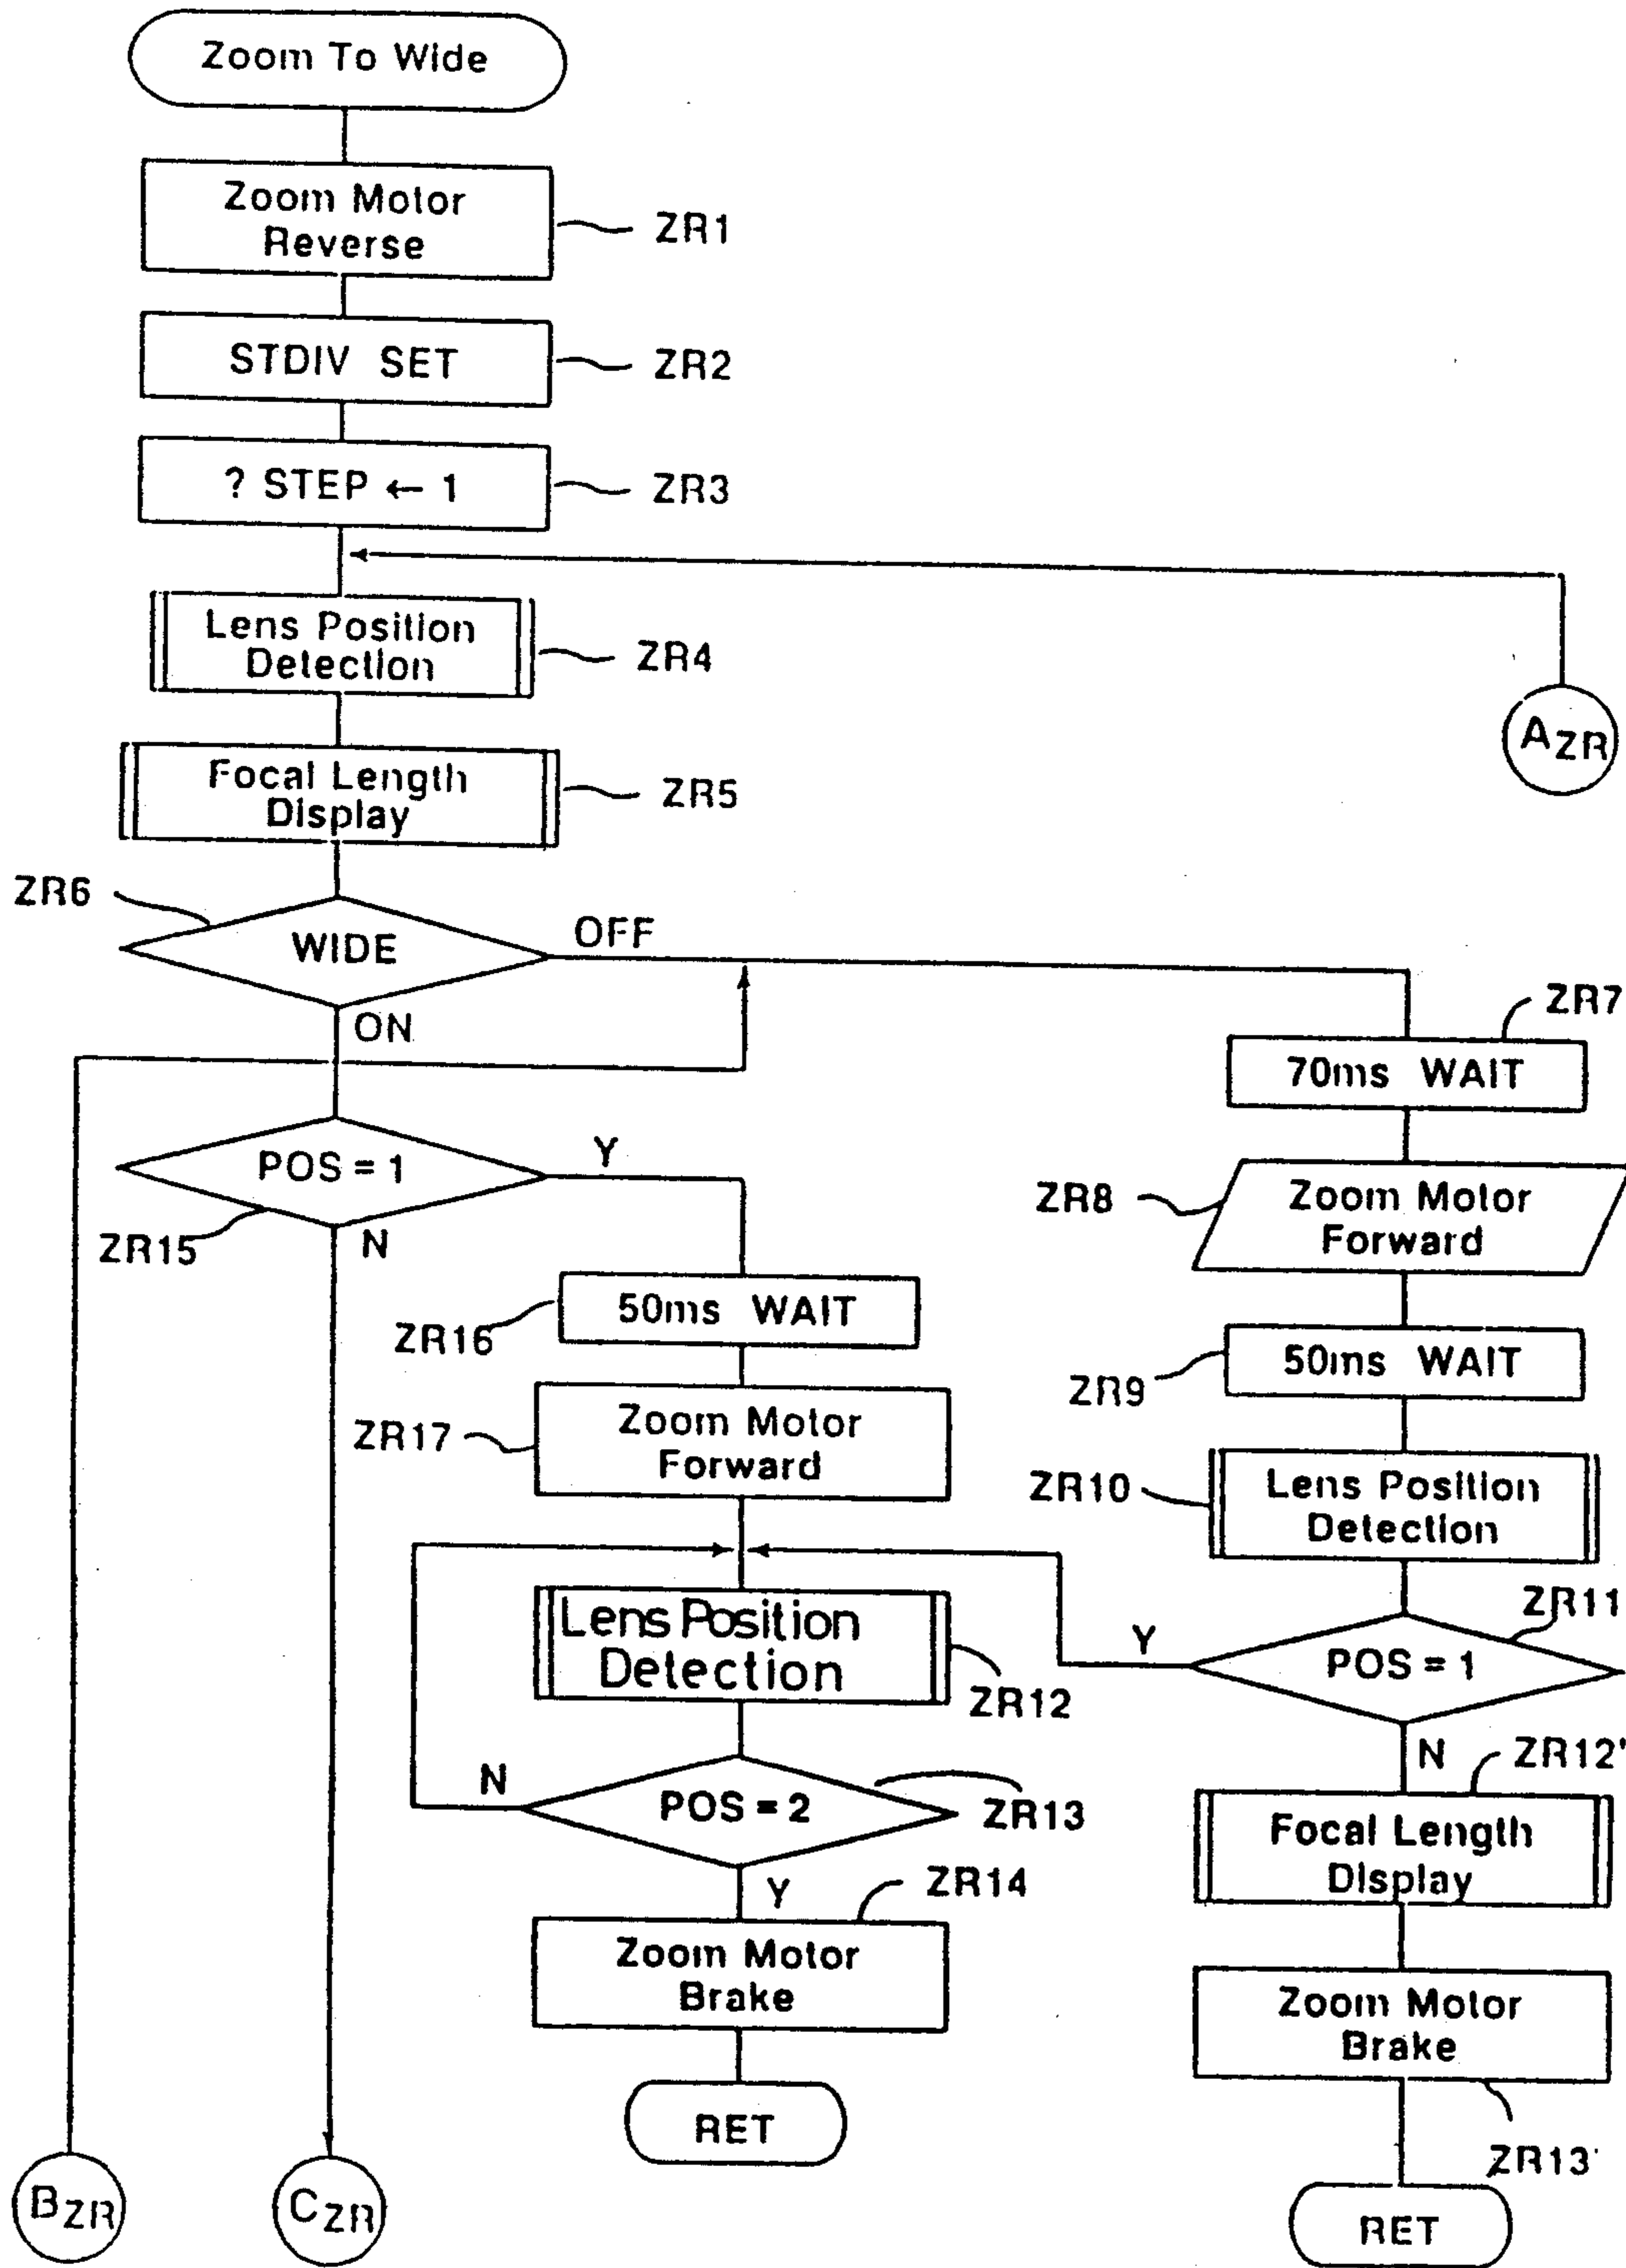 Zoom To Wide
Zoom Motor
Reverse
ZR1
STDIV SET
ZR2
? STEP ← 1
ZR3
Lens Position
Detection
ZR4
AZR
Focal Length
Display
ZR5
ZR6
WIDE
OFF
ON
ZR7
70ms WAIT
POS = 1
Y
N
ZR15
ZR8
Zoom Motor
Forward
50ms WAIT
ZR16
50ms WAIT
ZR9
Zoom Motor
Forward
ZR17
Lens Position
Detection
ZR10
Lens Position
Detection
ZR12
ZR11
POS = 1
Y
N
POS = 2
N
Y
ZR13
ZR12'
Focal Length
Display
ZR14
Zoom Motor
Brake
Zoom Motor
Brake
ZR13'
RET
RET
BZR
CZR